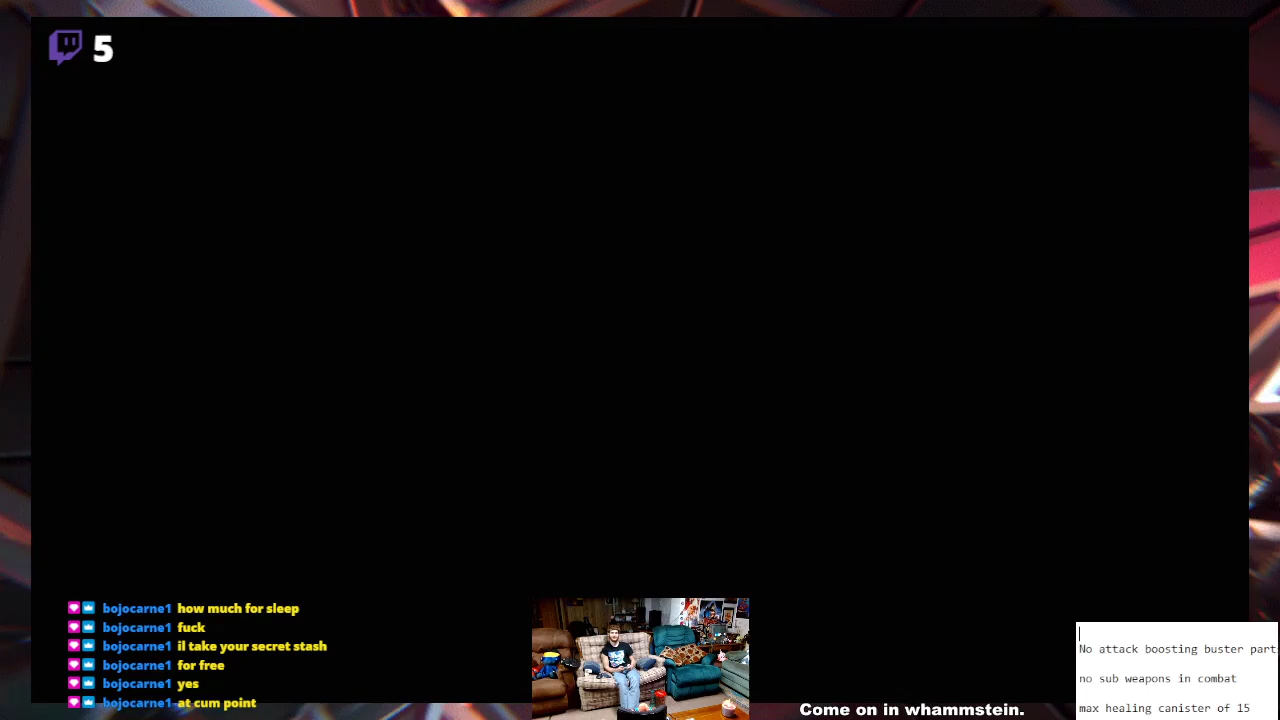 5
bojocarne1 how much for sleep
bojocarne1 fuck
bojocarne1 il take your secret stash
bojocarne1 for free
bojocarne1 yes
bojocarne1 at cum point
Come on in whammstein.
No attack boosting buster parts
no sub weapons in combat
max healing canister of 15